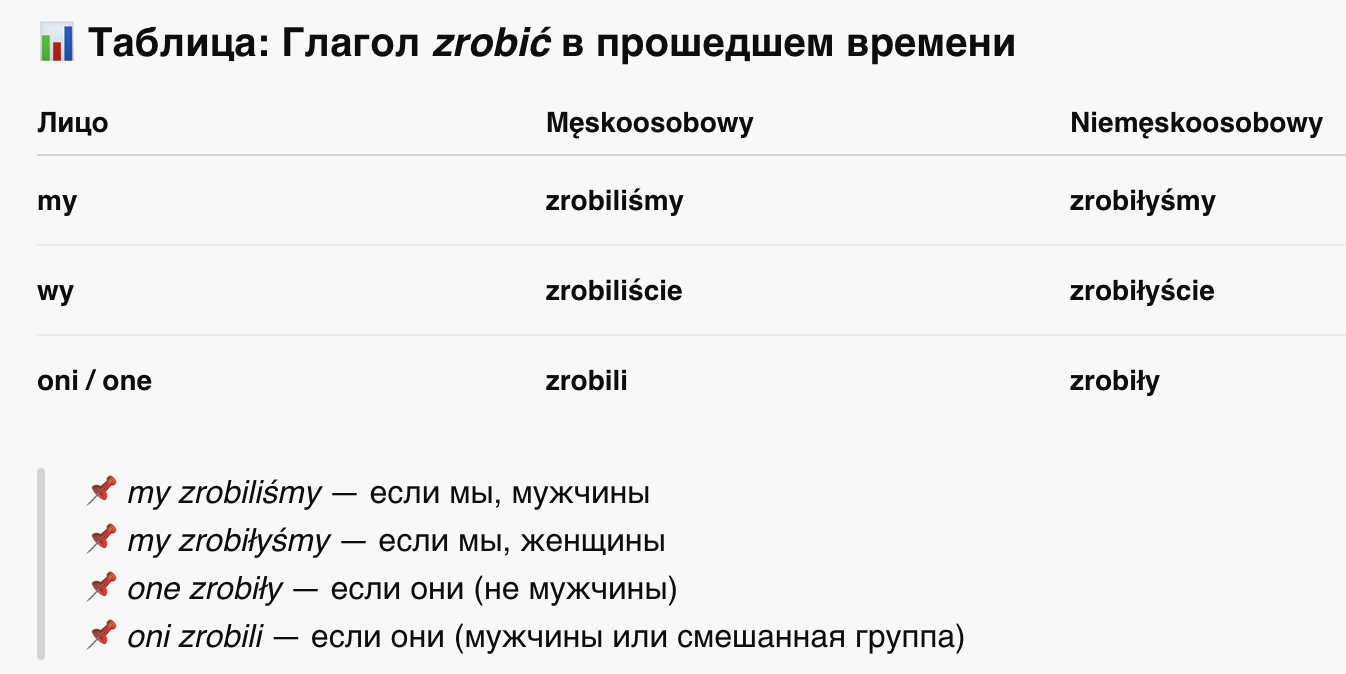 📊 Таблица: Глагол zrobić в прошедшем времени
Лицо Męskoosobowy Niemęskoosobowy
my zrobiliśmy zrobiłyśmy
wy zrobiliście zrobiłyście
oni / one zrobili zrobiły
📌 my zrobiliśmy — если мы, мужчины
📌 my zrobiłyśmy — если мы, женщины
📌 one zrobiły — если они (не мужчины)
📌 oni zrobili — если они (мужчины или смешанная группа)